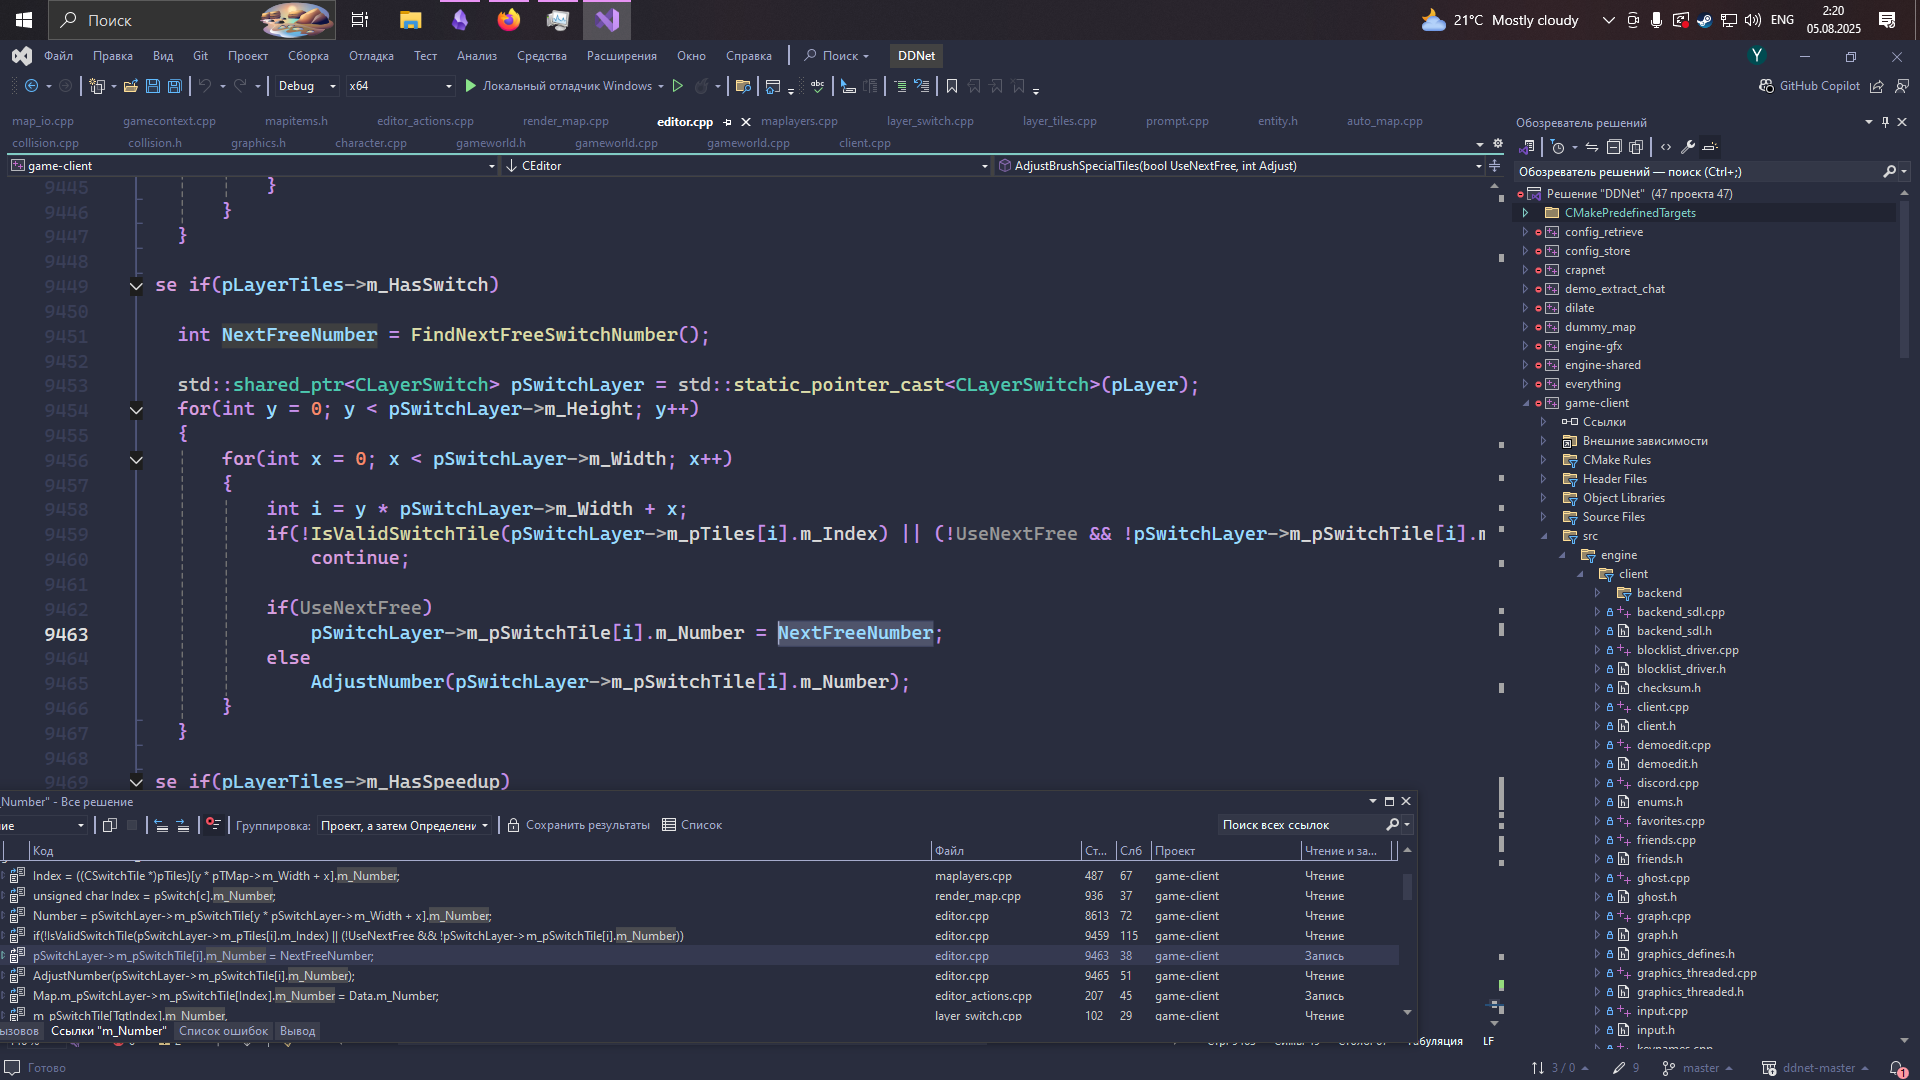 Поиск
21°C Mostly cloudy
ENG
2:20
05.08.2025
Файл Правка Вид Git Проект Сборка Отладка Тест Анализ Средства Расширения Окно Справка Поиск DDNet
Y
Debug x64 Локальный отладчик Windows
GitHub Copilot
map_io.cpp gamecontext.cpp mapitems.h editor_actions.cpp render_map.cpp editor.cpp maplayers.cpp layer_switch.cpp layer_tiles.cpp prompt.cpp entity.h auto_map.cpp
collision.cpp collision.h graphics.h character.cpp gameworld.h gameworld.cpp gameworld.cpp client.cpp
game-client CEditor AdjustBrushSpecialTiles(bool UseNextFree, int Adjust)
9445 }
9446 }
9447 }
9448
9449 se if(pLayerTiles->m_HasSwitch)
9450
9451 int NextFreeNumber = FindNextFreeSwitchNumber();
9452
9453 std::shared_ptr<CLayerSwitch> pSwitchLayer = std::static_pointer_cast<CLayerSwitch>(pLayer);
9454 for(int y = 0; y < pSwitchLayer->m_Height; y++)
9455 {
9456 for(int x = 0; x < pSwitchLayer->m_Width; x++)
9457 {
9458 int i = y * pSwitchLayer->m_Width + x;
9459 if(!IsValidSwitchTile(pSwitchLayer->m_pTiles[i].m_Index) || (!UseNextFree && !pSwitchLayer->m_pSwitchTile[i].m
9460 continue;
9461
9462 if(UseNextFree)
9463 pSwitchLayer->m_pSwitchTile[i].m_Number = NextFreeNumber;
9464 else
9465 AdjustNumber(pSwitchLayer->m_pSwitchTile[i].m_Number);
9466 }
9467 }
9468
9469 se if(pLayerTiles->m_HasSpeedup)
_Number" - Все решение
ие Группировка: Проект, а затем Определени Сохранить результаты Список Поиск всех ссылок
Код Файл Ст... Слб Проект Чтение и за...
Index = ((CSwitchTile *)pTiles)[y * pTMap->m_Width + x].m_Number; maplayers.cpp 487 67 game-client Чтение
unsigned char Index = pSwitch[c].m_Number; render_map.cpp 936 37 game-client Чтение
Number = pSwitchLayer->m_pSwitchTile[y * pSwitchLayer->m_Width + x].m_Number; editor.cpp 8613 72 game-client Чтение
if(!IsValidSwitchTile(pSwitchLayer->m_pTiles[i].m_Index) || (!UseNextFree && !pSwitchLayer->m_pSwitchTile[i].m_Number)) editor.cpp 9459 115 game-client Чтение
pSwitchLayer->m_pSwitchTile[i].m_Number = NextFreeNumber; editor.cpp 9463 38 game-client Запись
AdjustNumber(pSwitchLayer->m_pSwitchTile[i].m_Number); editor.cpp 9465 51 game-client Чтение
Map.m_pSwitchLayer->m_pSwitchTile[Index].m_Number = Data.m_Number; editor_actions.cpp 207 45 game-client Запись
m_pSwitchTile[TgtIndex].m_Number, layer_switch.cpp 102 29 game-client Чтение
ызовов Ссылки "m_Number" Список ошибок Вывод
Табуляция LF
Обозреватель решений
Обозреватель решений — поиск (Ctrl+;)
Решение "DDNet" (47 проекта 47)
CMakePredefinedTargets
config_retrieve
config_store
crapnet
demo_extract_chat
dilate
dummy_map
engine-gfx
engine-shared
everything
game-client
Ссылки
Внешние зависимости
CMake Rules
Header Files
Object Libraries
Source Files
src
engine
client
backend
backend_sdl.cpp
backend_sdl.h
blocklist_driver.cpp
blocklist_driver.h
checksum.h
client.cpp
client.h
demoedit.cpp
demoedit.h
discord.cpp
enums.h
favorites.cpp
friends.cpp
friends.h
ghost.cpp
ghost.h
graph.cpp
graph.h
graphics_defines.h
graphics_threaded.cpp
graphics_threaded.h
input.cpp
input.h
keynames.cpp
Готово 3 / 0 9 master ddnet-master 1